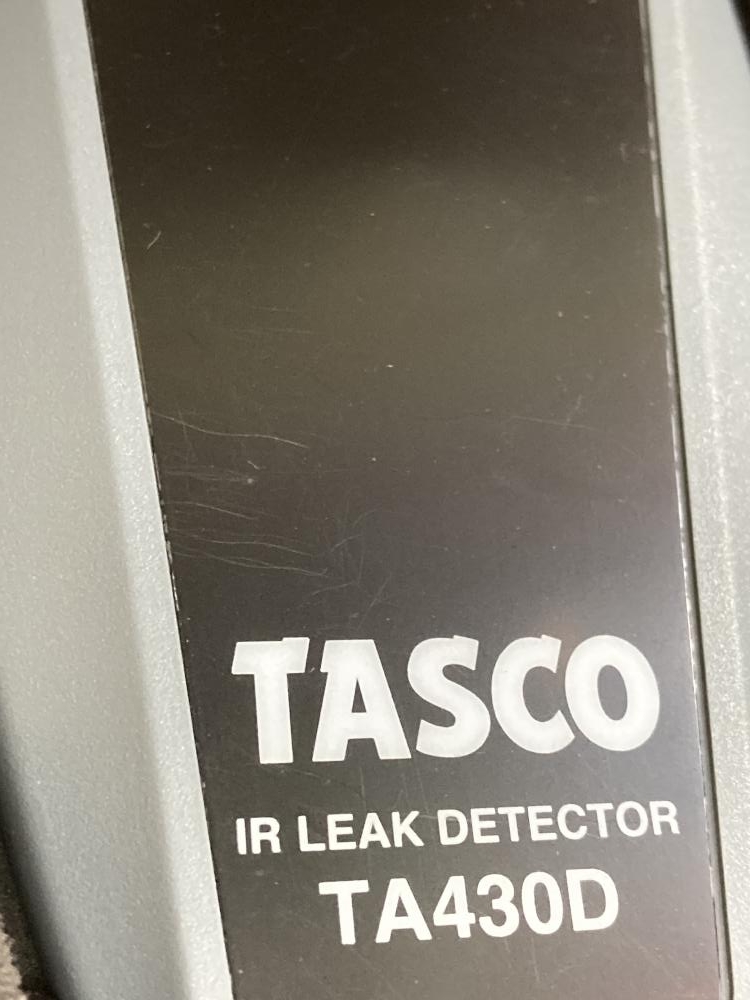 TASCO
IR LEAK DETECTOR
TA430D